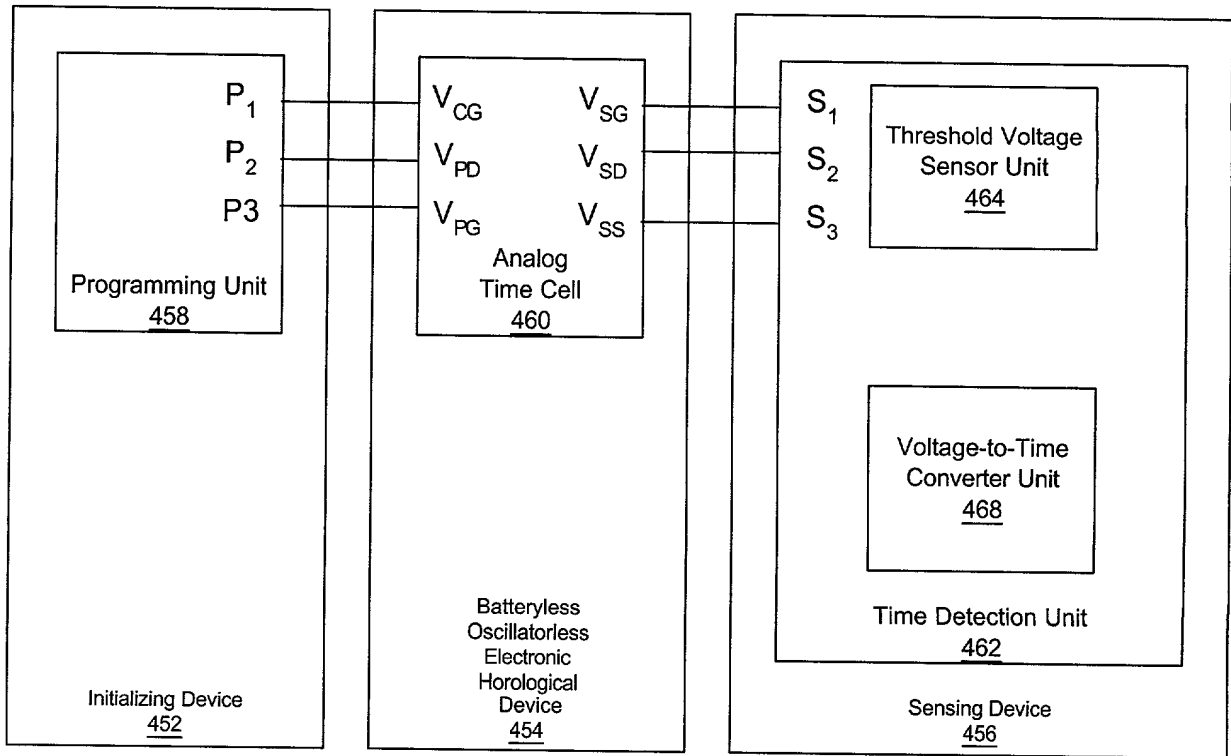 P1
P2
P3
Programming Unit
458
Initializing Device
452
VCG
VPD
VPG
VSG
VSD
VSS
Analog
Time Cell
460
Batteryless
Oscillatorless
Electronic
Horological
Device
454
S1
S2
S3
Threshold Voltage
Sensor Unit
464
Voltage-to-Time
Converter Unit
468
Time Detection Unit
462
Sensing Device
456